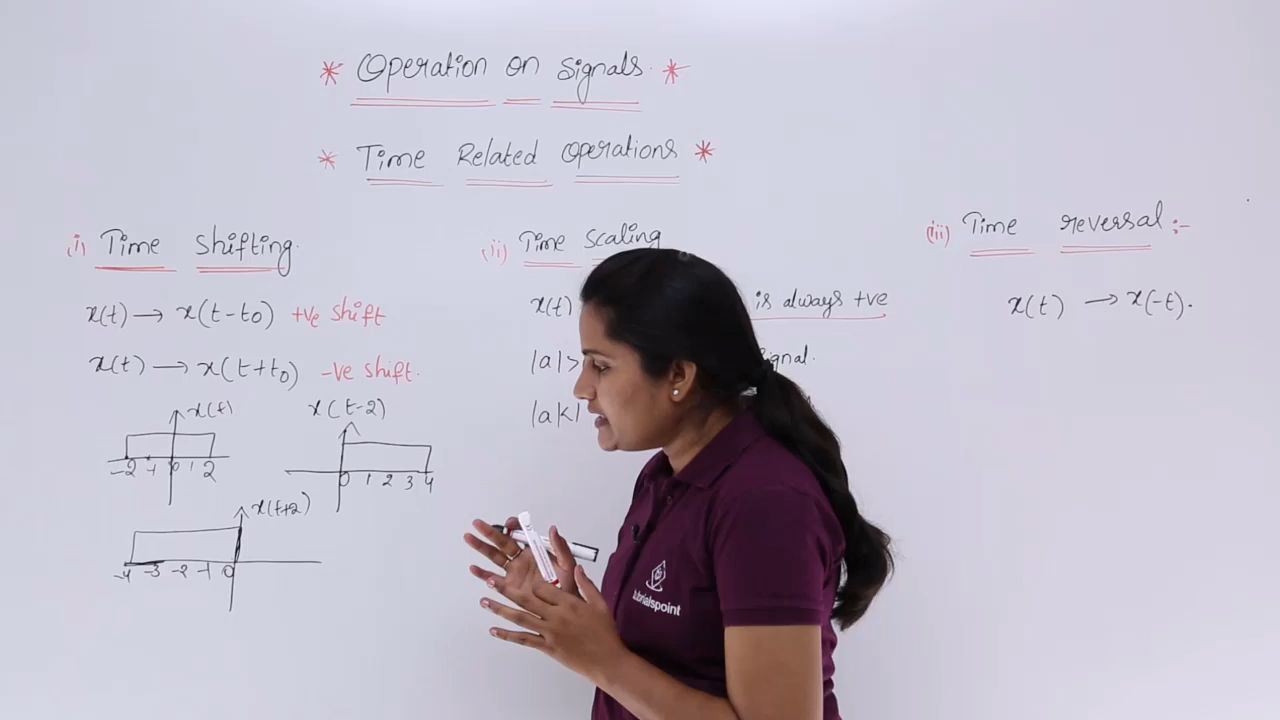 * Operation on signals. *
* Time Related Operations *
(i) Time shifting.
x(t) → x(t-t0) +ve shift
x(t) → x(t+t0) -ve shift.
x(t)
-2 -1 0 1 2
x(t-2)
0 1 2 3 4
x(t+2)
-4 -3 -2 -1 0
(ii) Time scaling
x(t) is always +ve
|a|> signal.
|a|<1
(iii) Time reversal :-
x(t) → x(-t).
tutorialspoint